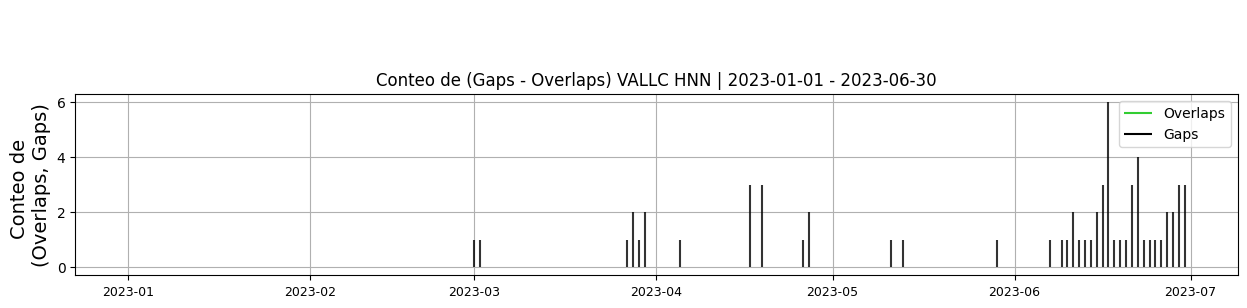 Conteo de (Gaps - Overlaps) VALLC HNN | 2023-01-01 - 2023-06-30
Conteo de
(Overlaps, Gaps)
6
4
2
0
Overlaps
Gaps
2023-01
2023-02
2023-03
2023-04
2023-05
2023-06
2023-07